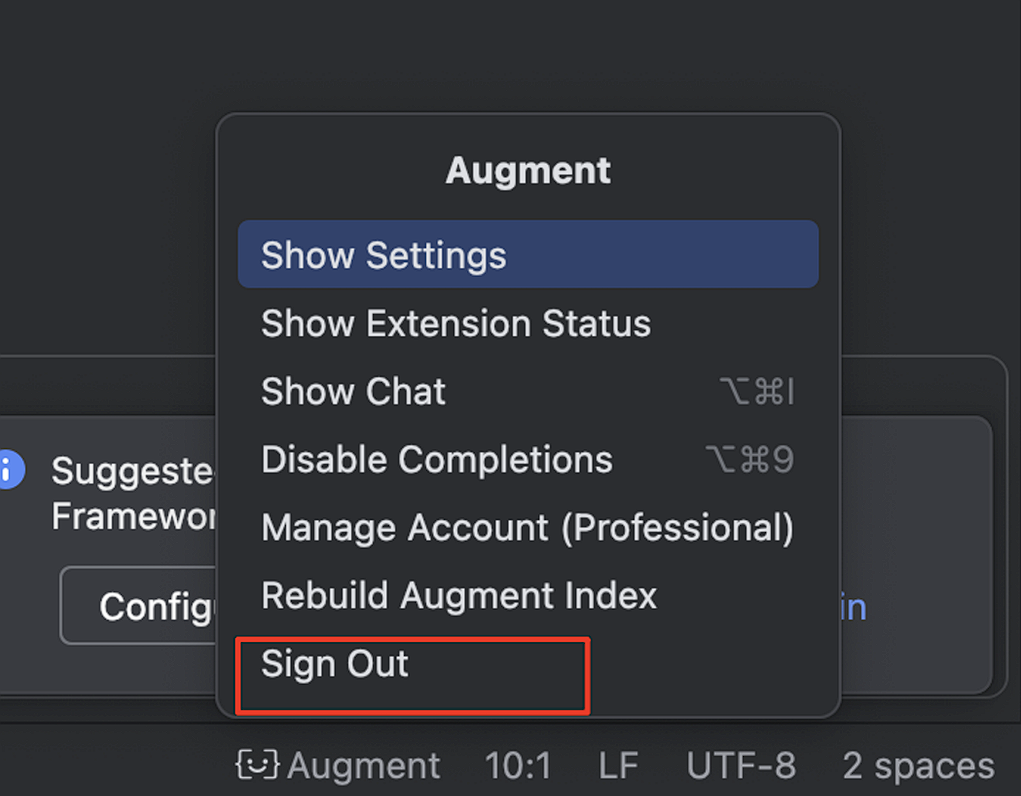 Augment
Show Settings
Show Extension Status
Show Chat ⌥⌘I
Disable Completions ⌥⌘9
Manage Account (Professional)
Rebuild Augment Index
Sign Out
Suggeste
Framewor
Config
in
Augment 10:1 LF UTF-8 2 spaces